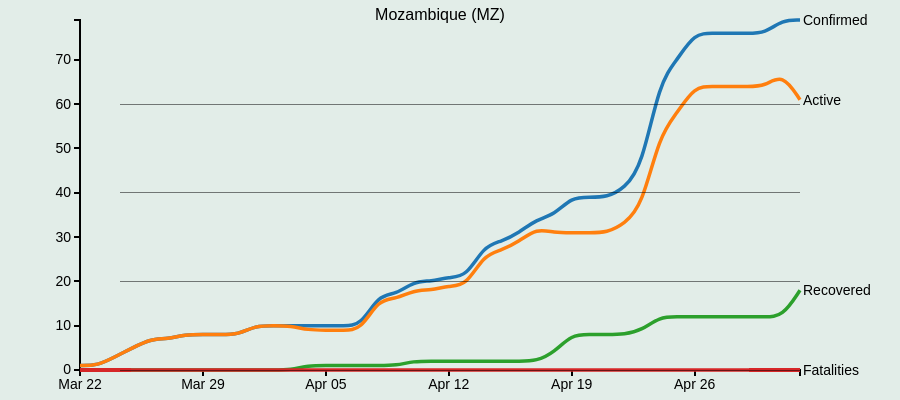 Mozambique (MZ)
Confirmed
70
60
Active
50
40
30
Recovered
20
10
0
Fatalities
Mar 22
Mar 29
Apr 05
Apr 12
Apr 19
Apr 26